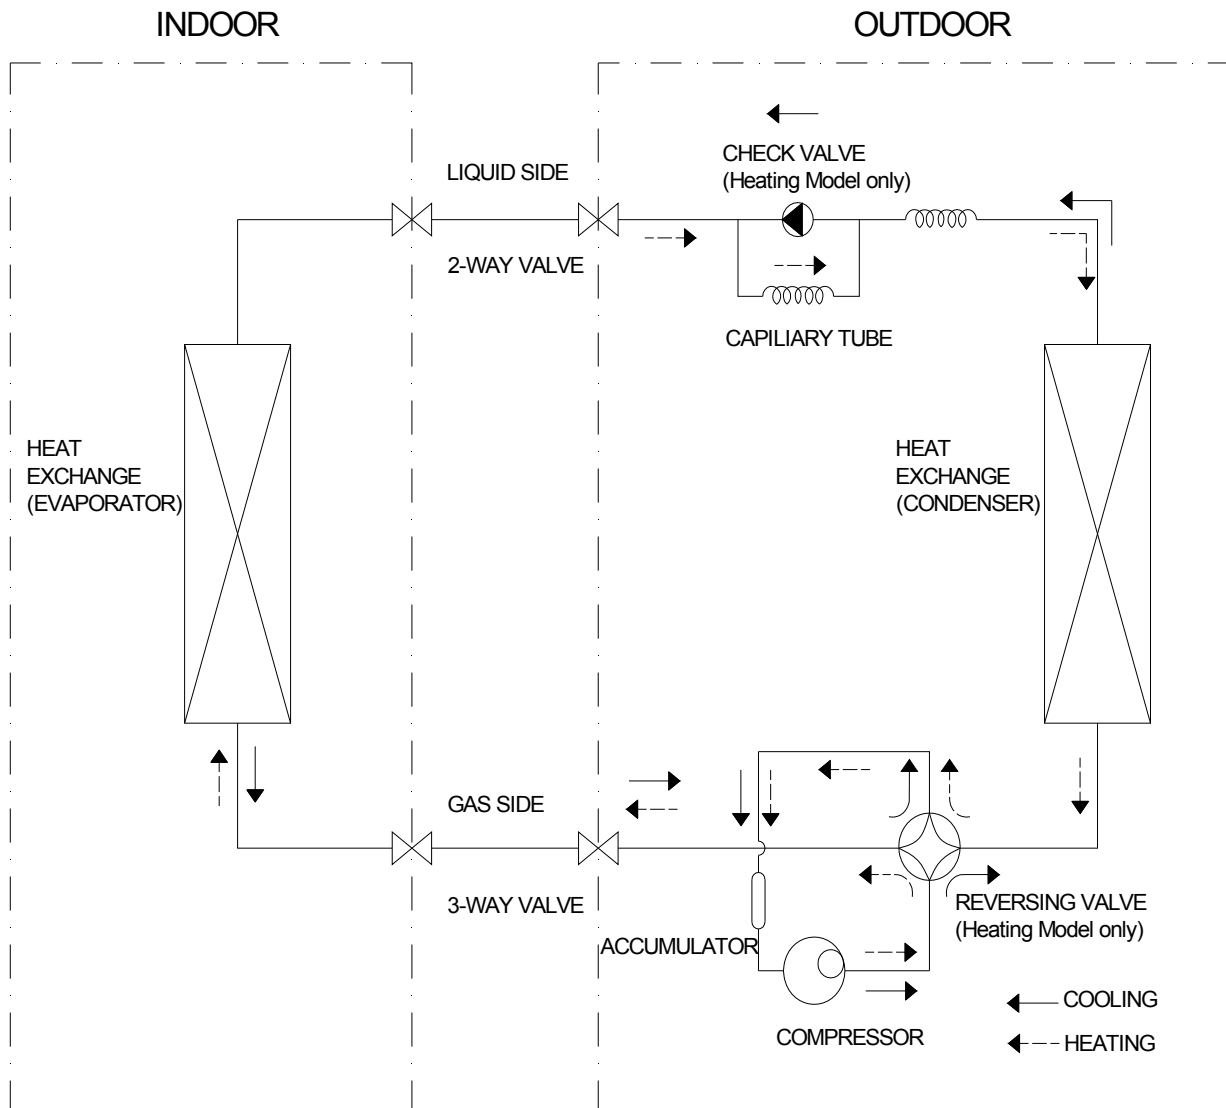 INDOOR
OUTDOOR
LIQUID SIDE
2-WAY VALVE
CHECK VALVE
(Heating Model only)
CAPILIARY TUBE
HEAT
EXCHANGE
(EVAPORATOR)
HEAT
EXCHANGE
(CONDENSER)
GAS SIDE
3-WAY VALVE
ACCUMULATOR
COMPRESSOR
REVERSING VALVE
(Heating Model only)
COOLING
HEATING